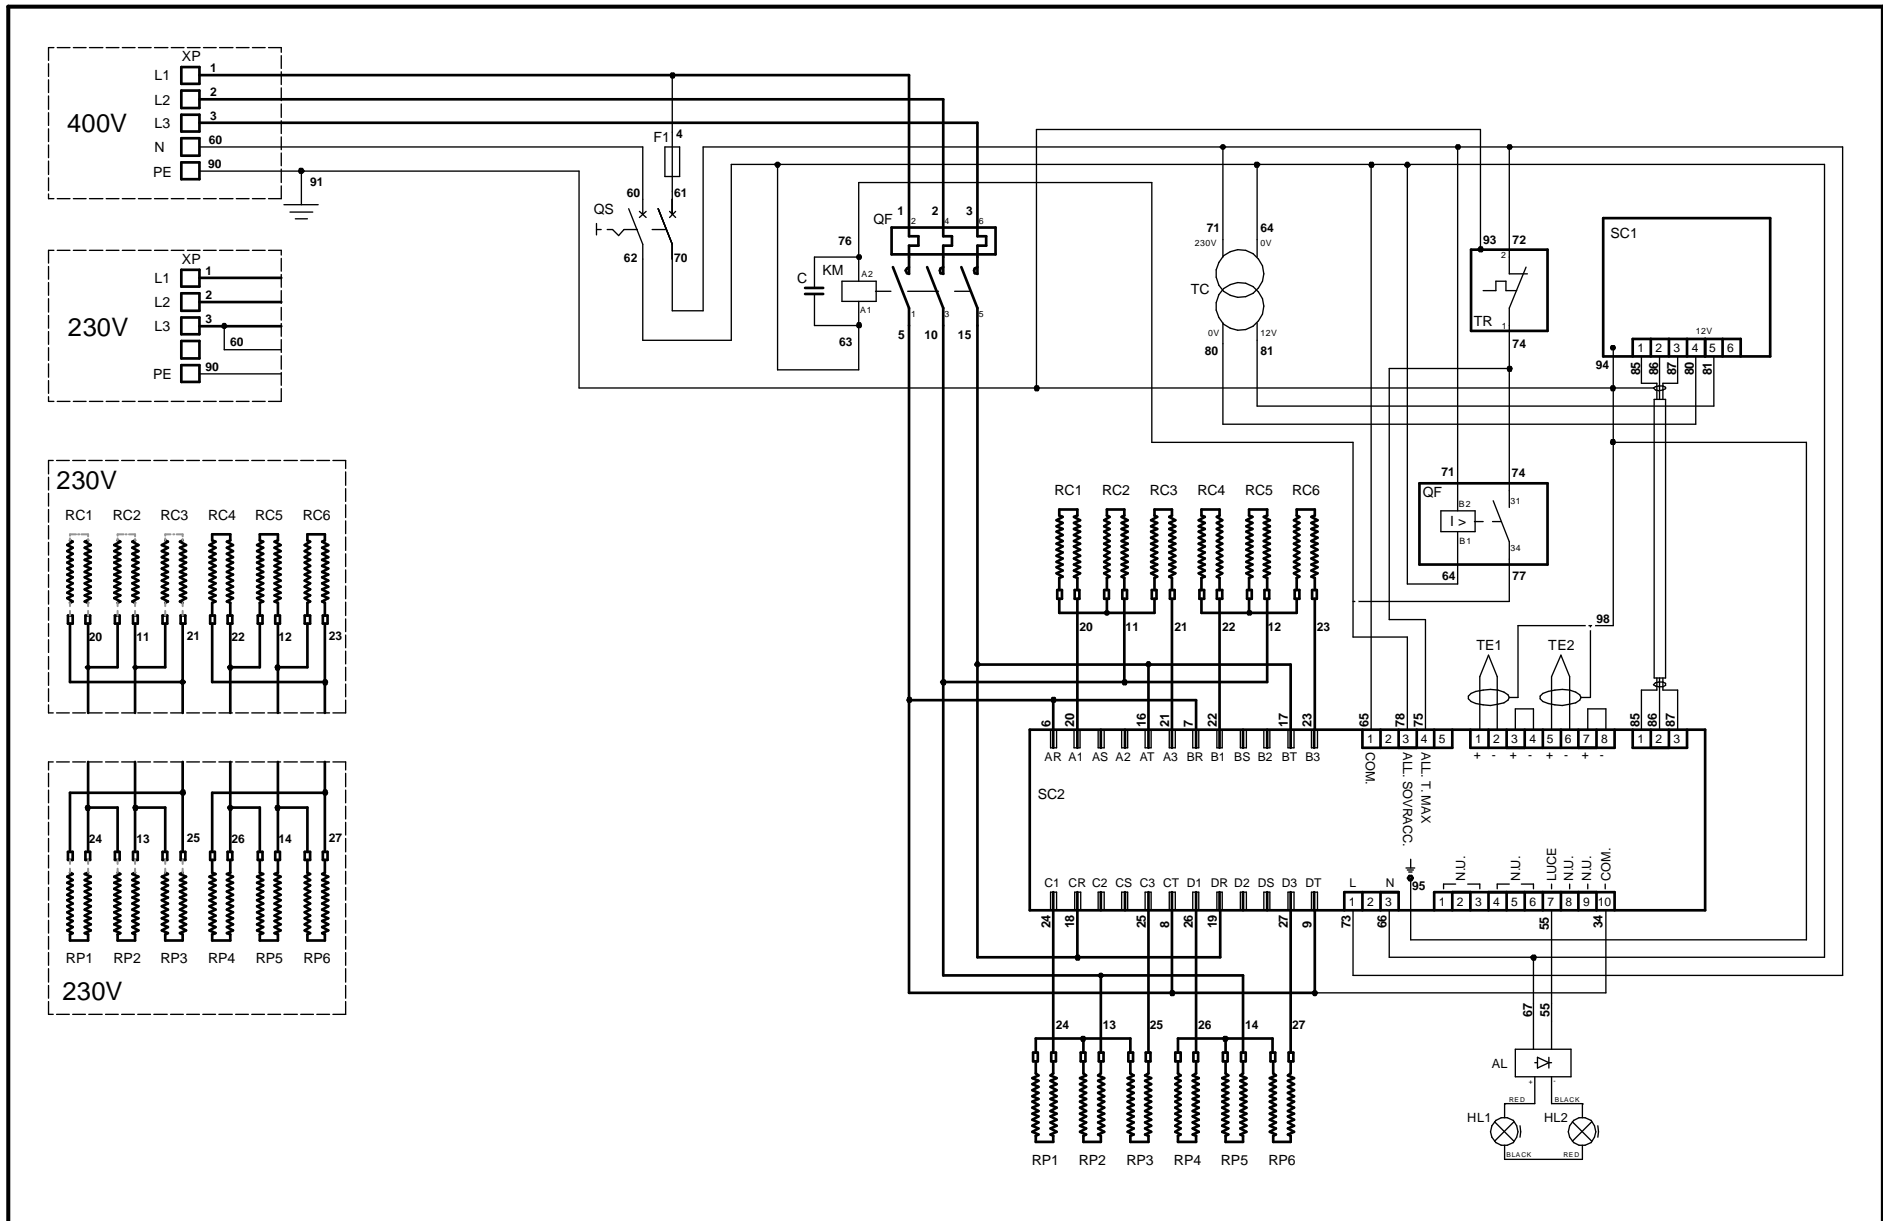 XP
L1 1
L2 2
400V L3 3
N 60
PE 90
91
XP
L1 1
L2 2
230V L3 3
60
PE 90
230V
RC1 RC2 RC3 RC4 RC5 RC6
20 11 21 22 12 23
24 13 25 26 14 27
RP1 RP2 RP3 RP4 RP5 RP6
230V
F1 4
60 61
QS
62 70
1 2 3
QF 2 4 6
76
C KM A2
A1
63
1 3 5
5 10 15
71 64
230V 0V
TC
0V 12V
80 81
93 72
2
TR 1
74
SC1
12V
1 2 3 4 5 6
94 85 86 87 80 81
71 74
QF
B2 31
I >
B1 34
64 77
98
TE1 TE2
RC1 RC2 RC3 RC4 RC5 RC6
20 11 21 22 12 23
6 20 16 21 7 22 17 23
AR A1 AS A2 AT A3 BR B1 BS B2 BT B3
65 78 75
1 2 3 4 5
COM.
ALL. SOVRACC.
ALL. T. MAX
1 2 3 4 5 6 7 8
+ - + - + - + -
85 86 87
1 2 3
SC2
C1 CR C2 CS C3 CT D1 DR D2 DS D3 DT
24 18 25 8 26 19 27 9
L N
1 2 3
73 66
95
N.U. N.U. LUCE N.U. N.U. COM.
1 2 3 4 5 6 7 8 9 10
55 34
24 13 25 26 14 27
RP1 RP2 RP3 RP4 RP5 RP6
67 55
AL
+ -
RED BLACK
HL1 HL2
BLACK RED